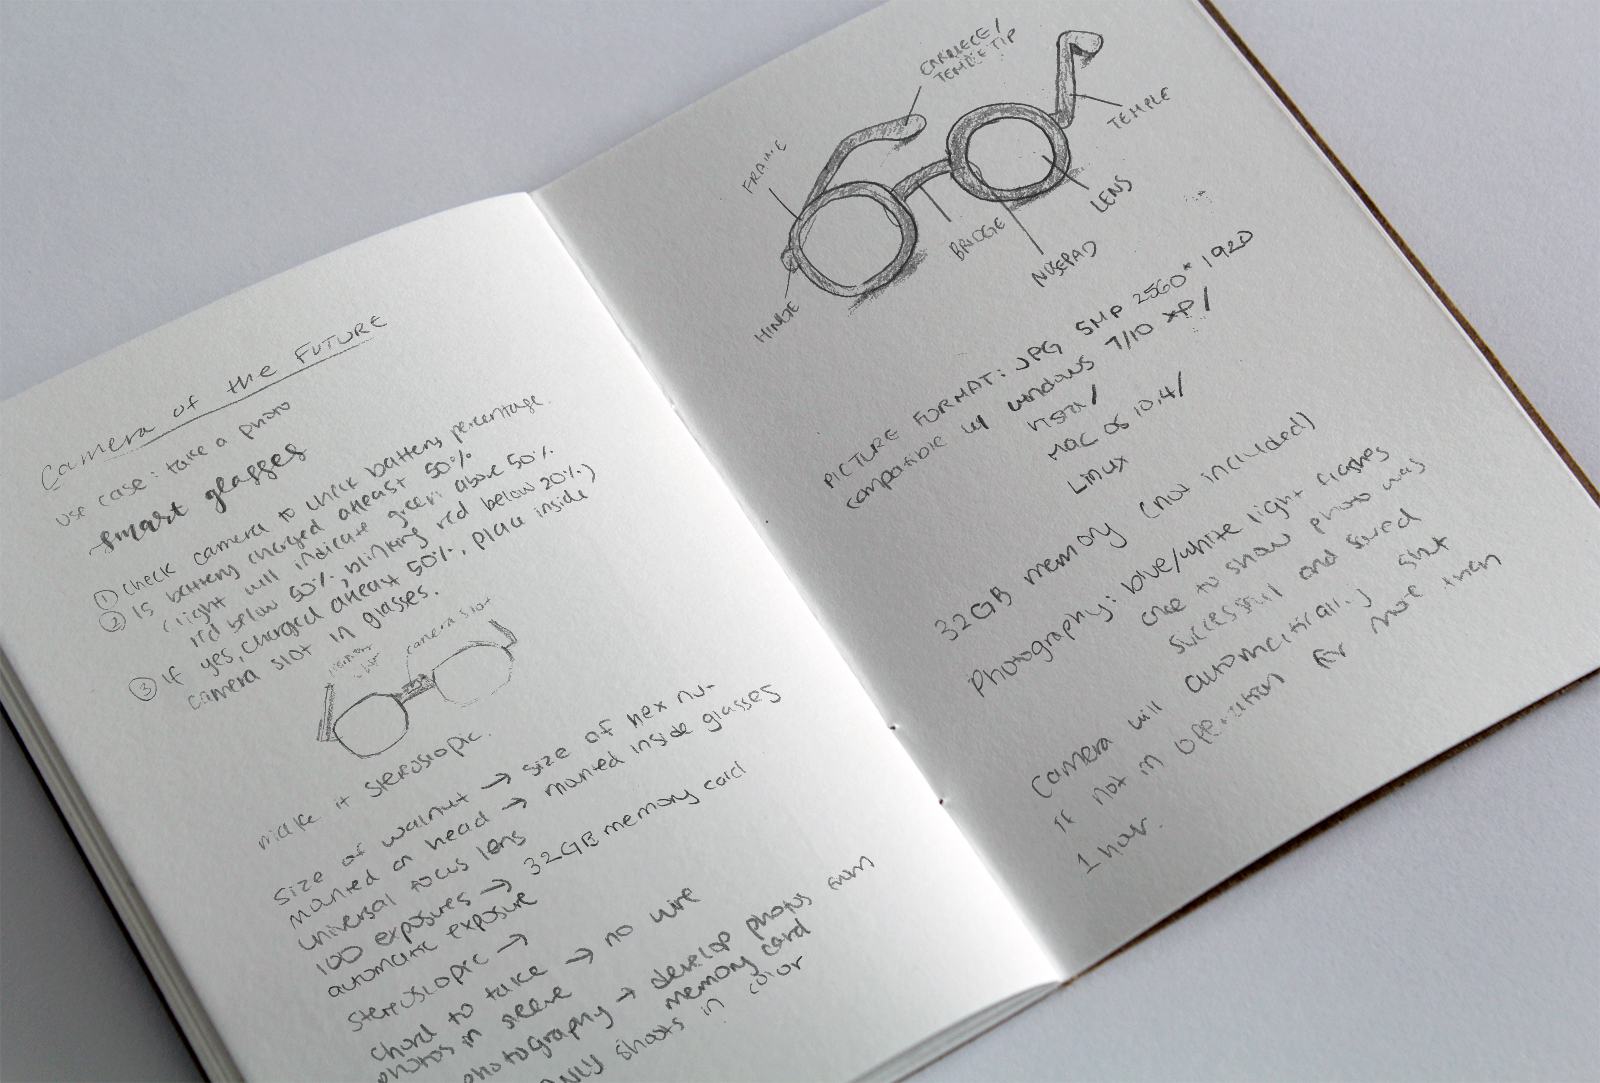 Camera of the FUTURE
use case: take a photo
smart glasses
① check camera to check battery percentage.
② Is battery charged atleast 50%
(light will indicate green above 50%
red below 50%, blinking red below 20%)
③ If yes, charged atleast 50%, place inside
camera slot in glasses.
camera slot
make it stereoscopic.
size of walnut → size of hex nut
mounted on head → mounted inside glasses
universal focus lens
100 exposures → 32GB memory card
automatic exposure
stereoscopic →
chord to take → no wire
photos in sleeve
photography → develop photos from
memory card
only shoots in color
EARPIECE/
TEMPLE TIP
FRAME
TEMPLE
LENS
BRIDGE
NOSEPAD
HINGE
PICTURE FORMAT: JPG 5MP 2560*1920
compatible w/ windows 7/10 XP/
Vista/
MAC OS 10.4/
Linux
32GB memory (not included)
Photography: blue/white light flashes
once to show photo was
successful and saved
Camera will automatically shut
if not in operation for more then
1 hour.